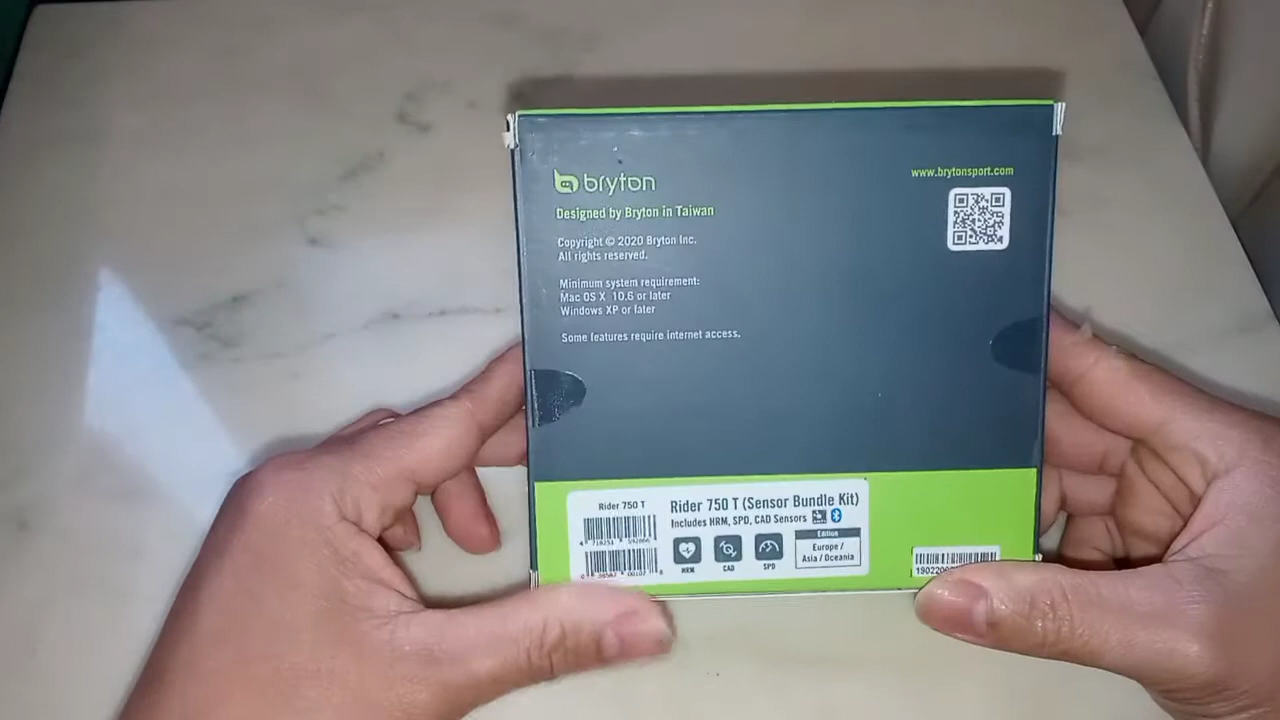 bryton
www.brytonsport.com
Designed by Bryton in Taiwan
Copyright © 2020 Bryton Inc.
All rights reserved.
Minimum system requirement:
Mac OS X 10.6 or later
Windows XP or later
Some features require internet access.
Rider 750 T
Rider 750 T (Sensor Bundle Kit)
Includes HRM, SPD, CAD Sensors
HRM
CAD
SPD
Edition
Europe /
Asia / Oceania